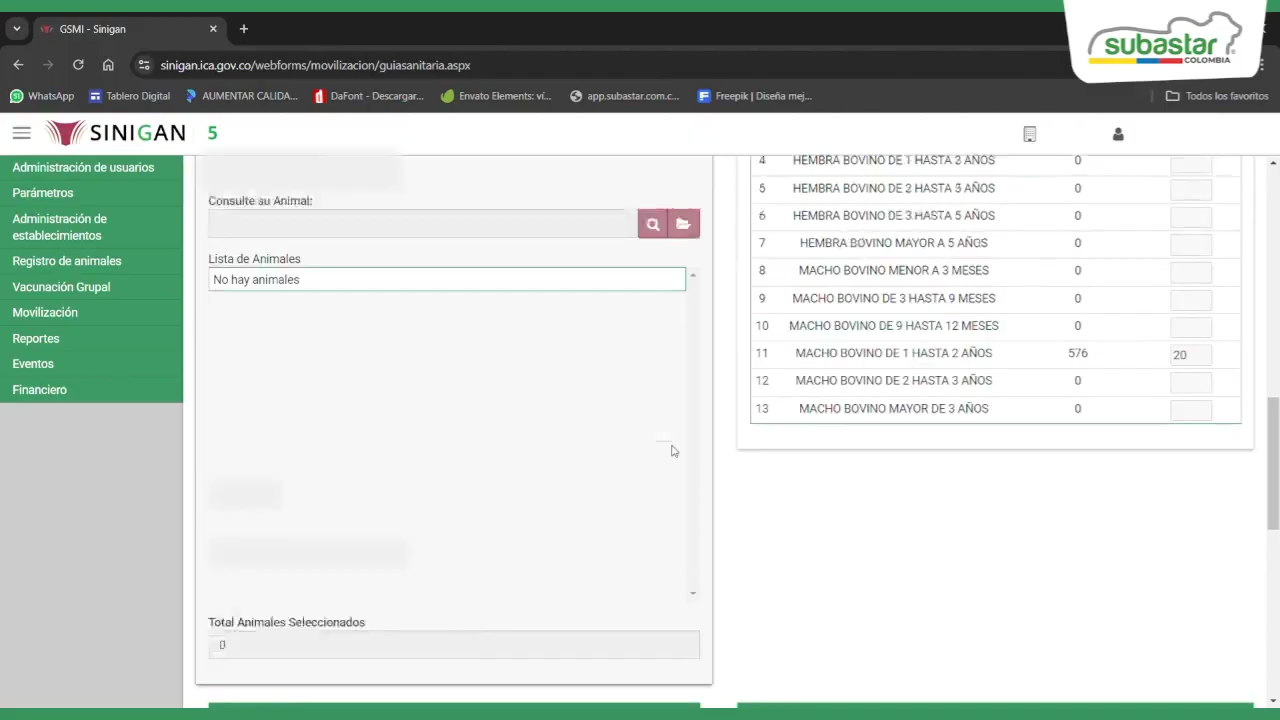 GSMI - Sinigan
subastar
COLOMBIA
sinigan.ica.gov.co/webforms/movilizacion/guiasanitaria.aspx
WhatsApp
Tablero Digital
AUMENTAR CALIDA...
DaFont - Descargar...
Envato Elements: vi...
app.subastar.com.c...
Freepik | Diseña mej...
Todos los favoritos
SINIGAN
5
Administración de usuarios
Parámetros
Administración de
establecimientos
Registro de animales
Vacunación Grupal
Movilización
Reportes
Eventos
Financiero
Consulte su Animal:
Lista de Animales
No hay animales
Total Animales Seleccionados
0
4 HEMBRA BOVINO DE 1 HASTA 2 AÑOS 0
5 HEMBRA BOVINO DE 2 HASTA 3 AÑOS 0
6 HEMBRA BOVINO DE 3 HASTA 5 AÑOS 0
7 HEMBRA BOVINO MAYOR A 5 AÑOS 0
8 MACHO BOVINO MENOR A 3 MESES 0
9 MACHO BOVINO DE 3 HASTA 9 MESES 0
10 MACHO BOVINO DE 9 HASTA 12 MESES 0
11 MACHO BOVINO DE 1 HASTA 2 AÑOS 576 20
12 MACHO BOVINO DE 2 HASTA 3 AÑOS 0
13 MACHO BOVINO MAYOR DE 3 AÑOS 0